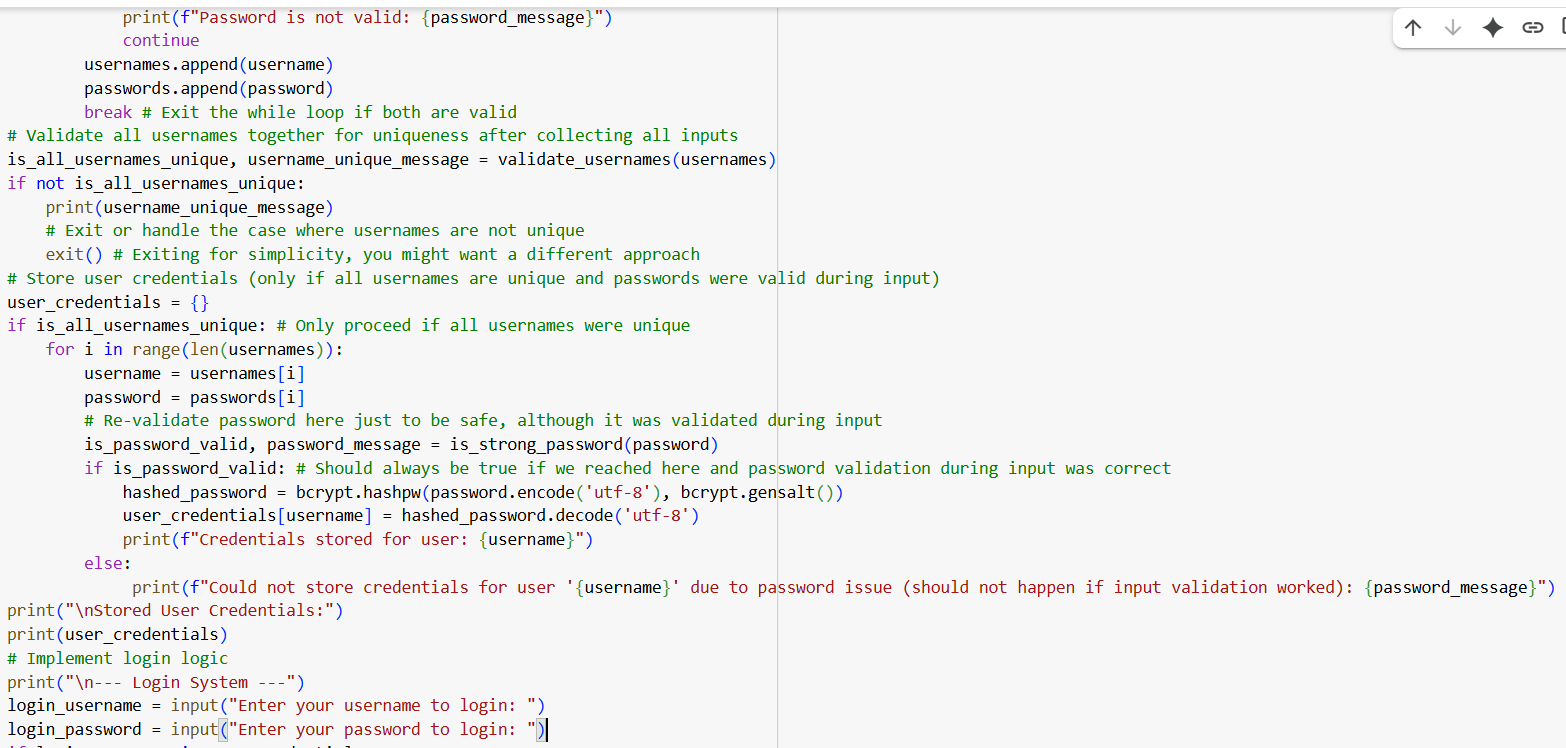 print(f"Password is not valid: {password_message}")
            continue
        usernames.append(username)
        passwords.append(password)
        break # Exit the while loop if both are valid
# Validate all usernames together for uniqueness after collecting all inputs
is_all_usernames_unique, username_unique_message = validate_usernames(usernames)
if not is_all_usernames_unique:
    print(username_unique_message)
    # Exit or handle the case where usernames are not unique
    exit() # Exiting for simplicity, you might want a different approach
# Store user credentials (only if all usernames are unique and passwords were valid during input)
user_credentials = {}
if is_all_usernames_unique: # Only proceed if all usernames were unique
    for i in range(len(usernames)):
        username = usernames[i]
        password = passwords[i]
        # Re-validate password here just to be safe, although it was validated during input
        is_password_valid, password_message = is_strong_password(password)
        if is_password_valid: # Should always be true if we reached here and password validation during input was correct
            hashed_password = bcrypt.hashpw(password.encode('utf-8'), bcrypt.gensalt())
            user_credentials[username] = hashed_password.decode('utf-8')
            print(f"Credentials stored for user: {username}")
        else:
             print(f"Could not store credentials for user '{username}' due to password issue (should not happen if input validation worked): {password_message}")
print("\nStored User Credentials:")
print(user_credentials)
# Implement login logic
print("\n--- Login System ---")
login_username = input("Enter your username to login: ")
login_password = input("Enter your password to login: ")